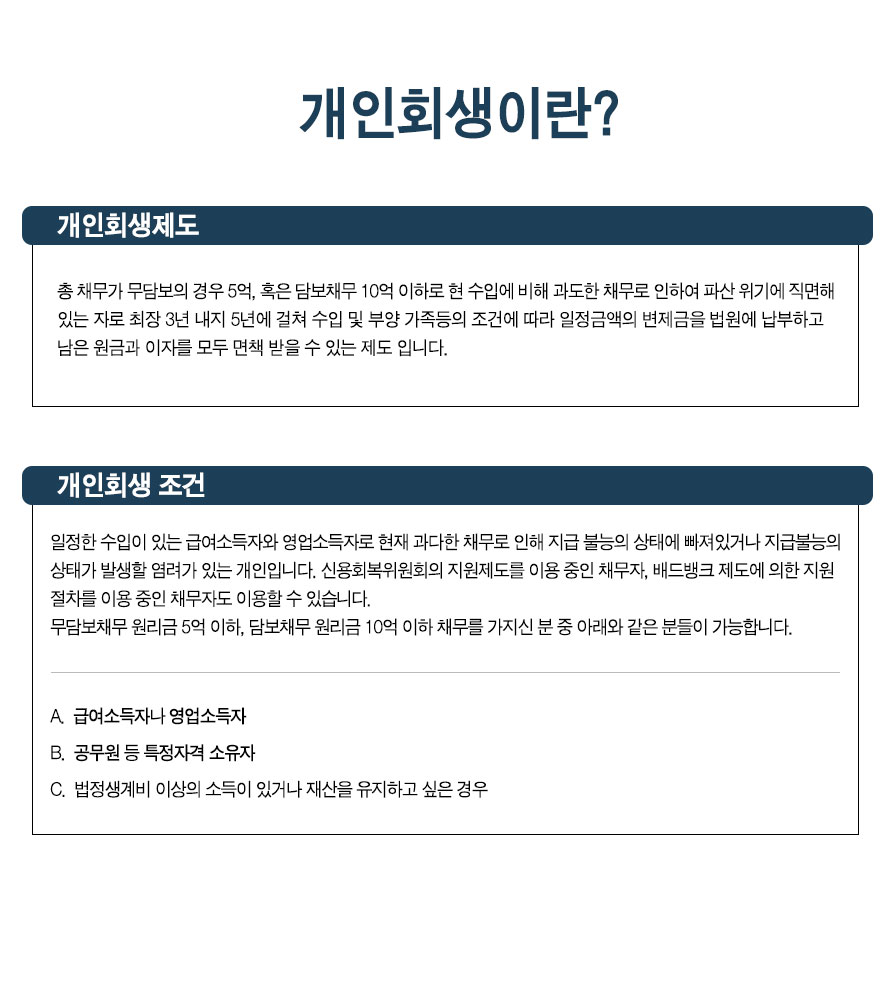 개인회생이란?
개인회생제도
총 채무가 무담보의 경우 5억, 혹은 담보채무 10억 이하로 현 수입에 비해 과도한 채무로 인하여 파산 위기에 직면해
있는 자로 최장 3년 내지 5년에 걸쳐 수입 및 부양 가족등의 조건에 따라 일정금액의 변제금을 법원에 납부하고
남은 원금과 이자를 모두 면책 받을 수 있는 제도 입니다.
개인회생 조건
일정한 수입이 있는 급여소득자와 영업소득자로 현재 과다한 채무로 인해 지급 불능의 상태에 빠져있거나 지급불능의
상태가 발생할 염려가 있는 개인입니다. 신용회복위원회의 지원제도를 이용 중인 채무자, 배드뱅크 제도에 의한 지원
절차를 이용 중인 채무자도 이용할 수 있습니다.
무담보채무 원리금 5억 이하, 담보채무 원리금 10억 이하 채무를 가지신 분 중 아래와 같은 분들이 가능합니다.
A. 급여소득자나 영업소득자
B. 공무원 등 특정자격 소유자
C. 법정생계비 이상의 소득이 있거나 재산을 유지하고 싶은 경우